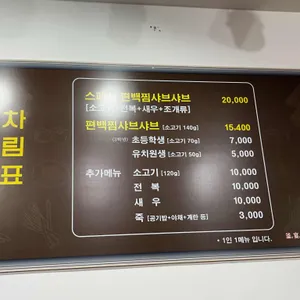 차림표
스페셜 편백찜샤브샤브 20,000
[소고기+전복+새우+조개류]
편백찜샤브샤브 [소고기 140g] 15,400
초등학생 [소고기 70g] 7,000
유치원생 [소고기 50g] 5,000
추가메뉴 소고기 [120g] 10,000
전 복 10,000
새 우 10,000
죽 [공기밥+야채+계란 등] 3,000
• 1인 1메뉴 입니다.